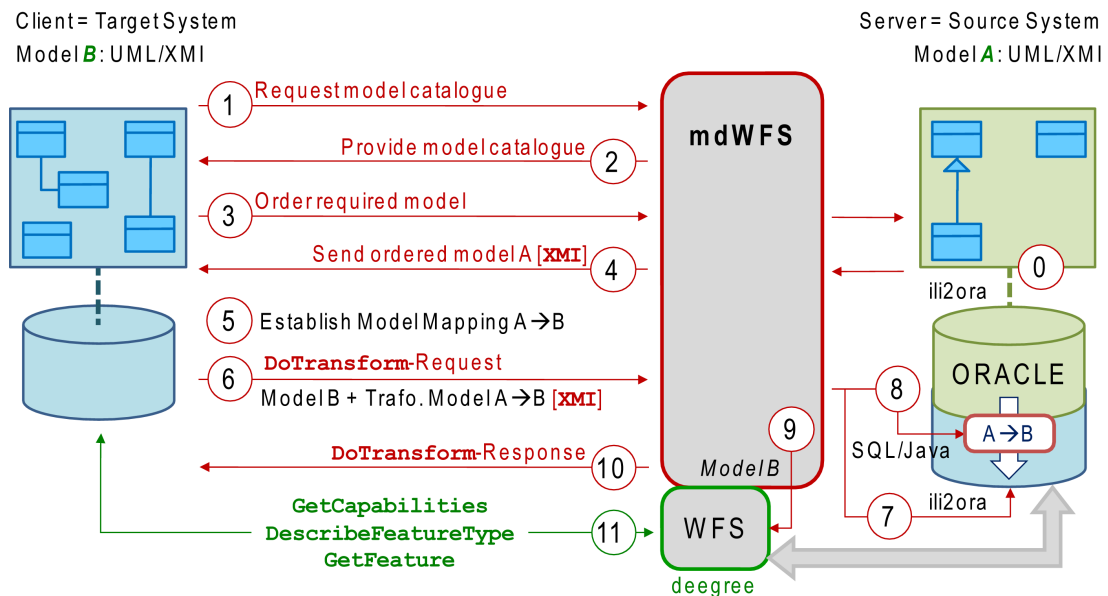 Client = Target System
Model B: UML/XMI
Server = Source System
Model A: UML/XMI
1 Request model catalogue
mdWFS
Provide model catalogue 2
3 Order required model
Send ordered model A [XMI] 4
0
ili2ora
5 Establish Model Mapping A→B
6 DoTransform-Request
Model B + Trafo. Model A→B [XMI]
ORACLE
8
A→B
9
SQL/Java
DoTransform-Response 10
Model B
ili2ora
7
GetCapabilities
DescribeFeatureType
GetFeature
11
WFS
deegree